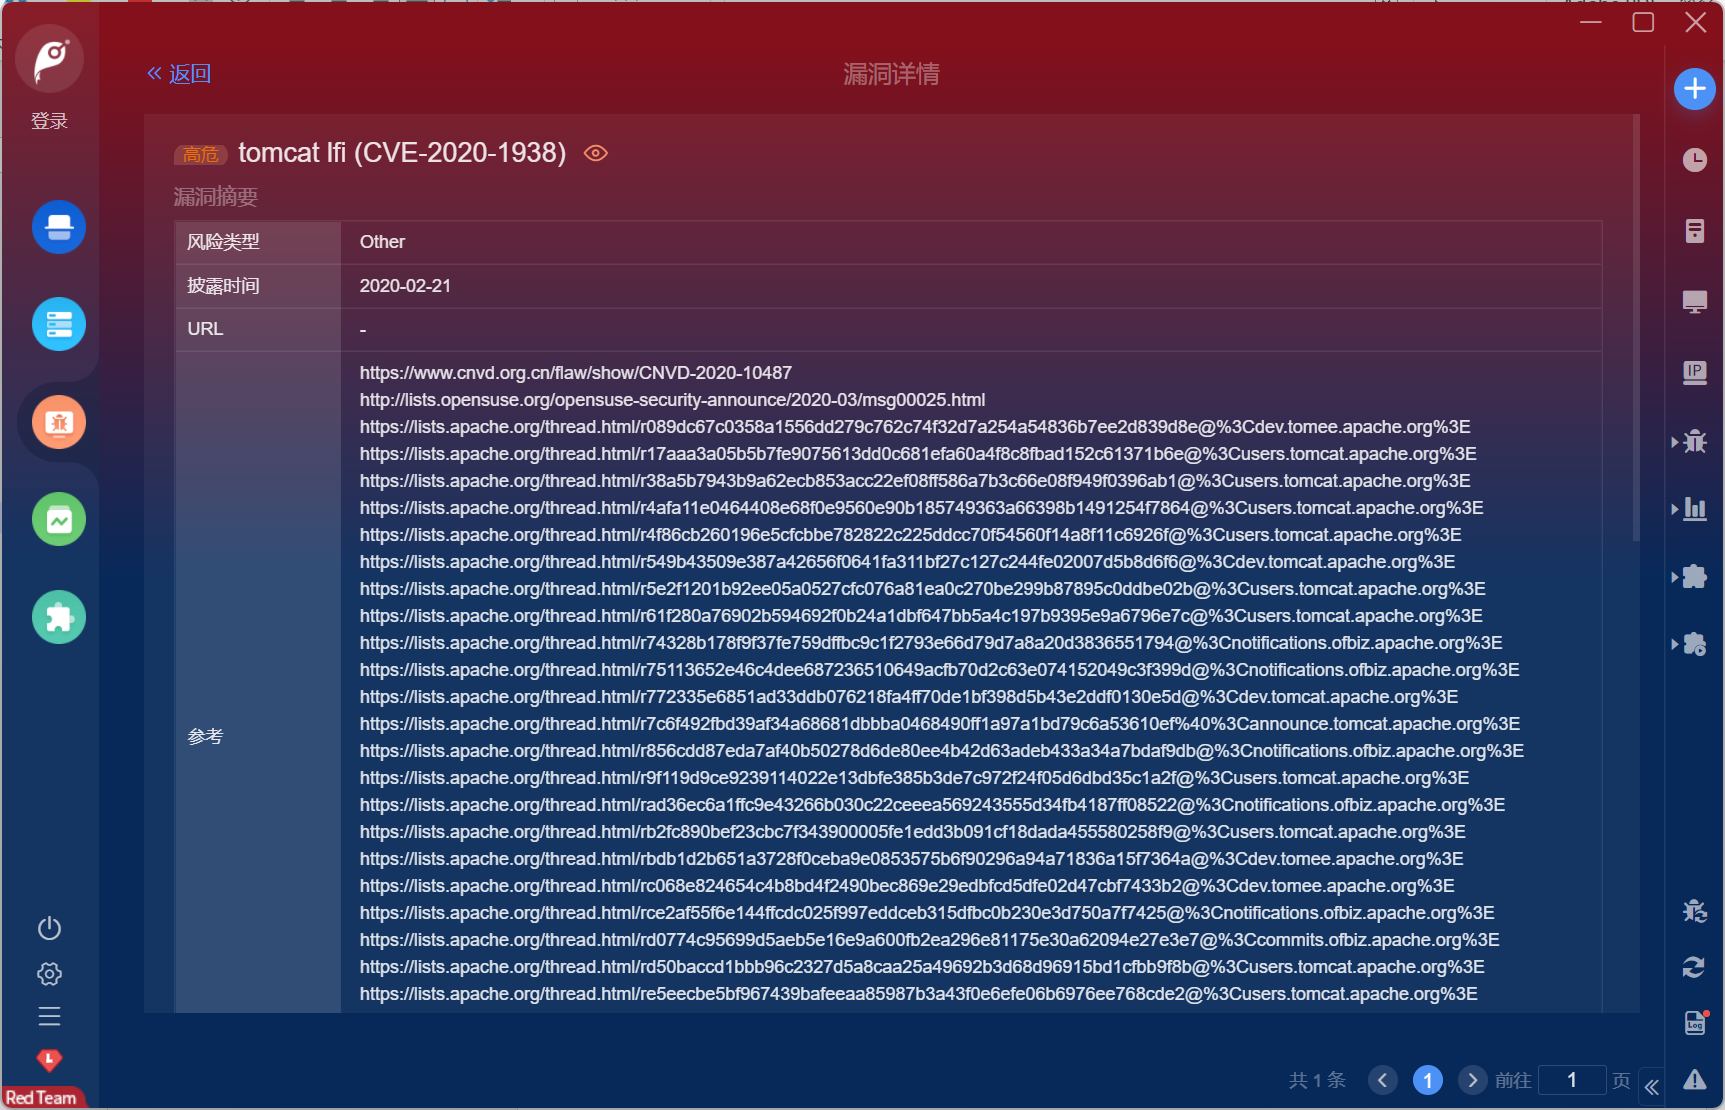 登录
返回
漏洞详情
高危 tomcat lfi (CVE-2020-1938)
漏洞摘要
风险类型 Other
披露时间 2020-02-21
URL -
参考
https://www.cnvd.org.cn/flaw/show/CNVD-2020-10487
http://lists.opensuse.org/opensuse-security-announce/2020-03/msg00025.html
https://lists.apache.org/thread.html/r089dc67c0358a1556dd279c762c74f32d7a254a54836b7ee2d839d8e@%3Cdev.tomee.apache.org%3E
https://lists.apache.org/thread.html/r17aaa3a05b5b7fe9075613dd0c681efa60a4f8c8fbad152c61371b6e@%3Cusers.tomcat.apache.org%3E
https://lists.apache.org/thread.html/r38a5b7943b9a62ecb853acc22ef08ff586a7b3c66e08f949f0396ab1@%3Cusers.tomcat.apache.org%3E
https://lists.apache.org/thread.html/r4afa11e0464408e68f0e9560e90b185749363a66398b1491254f7864@%3Cusers.tomcat.apache.org%3E
https://lists.apache.org/thread.html/r4f86cb260196e5cfcbbe782822c225ddcc70f54560f14a8f11c6926f@%3Cusers.tomcat.apache.org%3E
https://lists.apache.org/thread.html/r549b43509e387a42656f0641fa311bf27c127c244fe02007d5b8d6f6@%3Cdev.tomcat.apache.org%3E
https://lists.apache.org/thread.html/r5e2f1201b92ee05a0527cfc076a81ea0c270be299b87895c0ddbe02b@%3Cusers.tomcat.apache.org%3E
https://lists.apache.org/thread.html/r61f280a76902b594692f0b24a1dbf647bb5a4c197b9395e9a6796e7c@%3Cusers.tomcat.apache.org%3E
https://lists.apache.org/thread.html/r74328b178f9f37fe759dffbc9c1f2793e66d79d7a8a20d3836551794@%3Cnotifications.ofbiz.apache.org%3E
https://lists.apache.org/thread.html/r75113652e46c4dee687236510649acfb70d2c63e074152049c3f399d@%3Cnotifications.ofbiz.apache.org%3E
https://lists.apache.org/thread.html/r772335e6851ad33ddb076218fa4ff70de1bf398d5b43e2ddf0130e5d@%3Cdev.tomcat.apache.org%3E
https://lists.apache.org/thread.html/r7c6f492fbd39af34a68681dbbba0468490ff1a97a1bd79c6a53610ef%40%3Cannounce.tomcat.apache.org%3E
https://lists.apache.org/thread.html/r856cdd87eda7af40b50278d6de80ee4b42d63adeb433a34a7bdaf9db@%3Cnotifications.ofbiz.apache.org%3E
https://lists.apache.org/thread.html/r9f119d9ce9239114022e13dbfe385b3de7c972f24f05d6dbd35c1a2f@%3Cusers.tomcat.apache.org%3E
https://lists.apache.org/thread.html/rad36ec6a1ffc9e43266b030c22ceeea569243555d34fb4187ff08522@%3Cnotifications.ofbiz.apache.org%3E
https://lists.apache.org/thread.html/rb2fc890bef23cbc7f343900005fe1edd3b091cf18dada455580258f9@%3Cusers.tomcat.apache.org%3E
https://lists.apache.org/thread.html/rbdb1d2b651a3728f0ceba9e0853575b6f90296a94a71836a15f7364a@%3Cdev.tomee.apache.org%3E
https://lists.apache.org/thread.html/rc068e824654c4b8bd4f2490bec869e29edbfcd5dfe02d47cbf7433b2@%3Cdev.tomee.apache.org%3E
https://lists.apache.org/thread.html/rce2af55f6e144ffcdc025f997eddceb315dfbc0b230e3d750a7f7425@%3Cnotifications.ofbiz.apache.org%3E
https://lists.apache.org/thread.html/rd0774c95699d5aeb5e16e9a600fb2ea296e81175e30a62094e27e3e7@%3Ccommits.ofbiz.apache.org%3E
https://lists.apache.org/thread.html/rd50baccd1bbb96c2327d5a8caa25a49692b3d68d96915bd1cfbb9f8b@%3Cusers.tomcat.apache.org%3E
https://lists.apache.org/thread.html/re5eecbe5bf967439bafeeaa85987b3a43f0e6efe06b6976ee768cde2@%3Cusers.tomcat.apache.org%3E
共 1 条 1 前往 1 页
IP
Log
Red Team